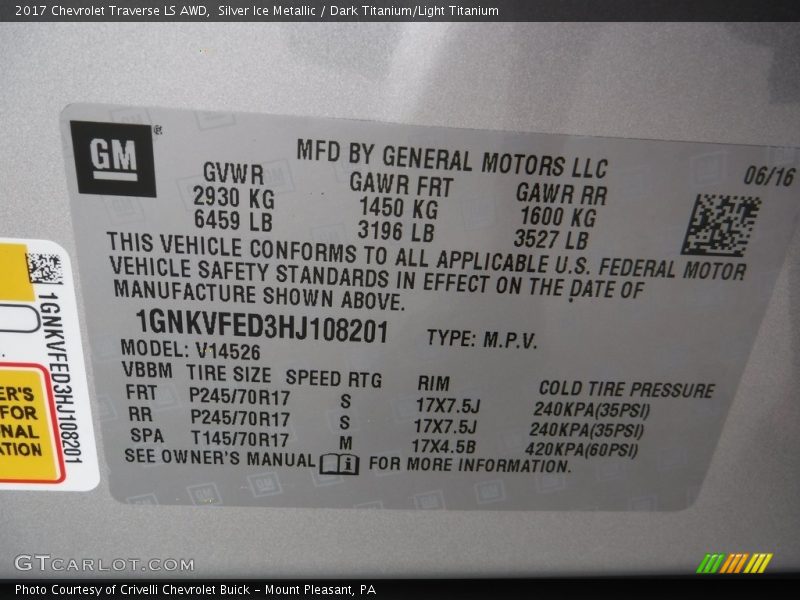 2017 Chevrolet Traverse LS AWD, Silver Ice Metallic / Dark Titanium/Light Titanium
GM
®
MFD BY GENERAL MOTORS LLC
06/16
GVWR GAWR FRT GAWR RR
2930 KG 1450 KG 1600 KG
6459 LB 3196 LB 3527 LB
THIS VEHICLE CONFORMS TO ALL APPLICABLE U.S. FEDERAL MOTOR
VEHICLE SAFETY STANDARDS IN EFFECT ON THE DATE OF
MANUFACTURE SHOWN ABOVE.
1GNKVFED3HJ108201 TYPE: M.P.V.
MODEL: V14526
VBBM TIRE SIZE SPEED RTG RIM COLD TIRE PRESSURE
FRT P245/70R17 S 17X7.5J 240KPA(35PSI)
RR P245/70R17 S 17X7.5J 240KPA(35PSI)
SPA T145/70R17 M 17X4.5B 420KPA(60PSI)
SEE OWNER'S MANUAL i FOR MORE INFORMATION.
1GNKVFED3HJ108201
ER'S
FOR
NAL
ATION
GTCARLOT.COM
Photo Courtesy of Crivelli Chevrolet Buick - Mount Pleasant, PA